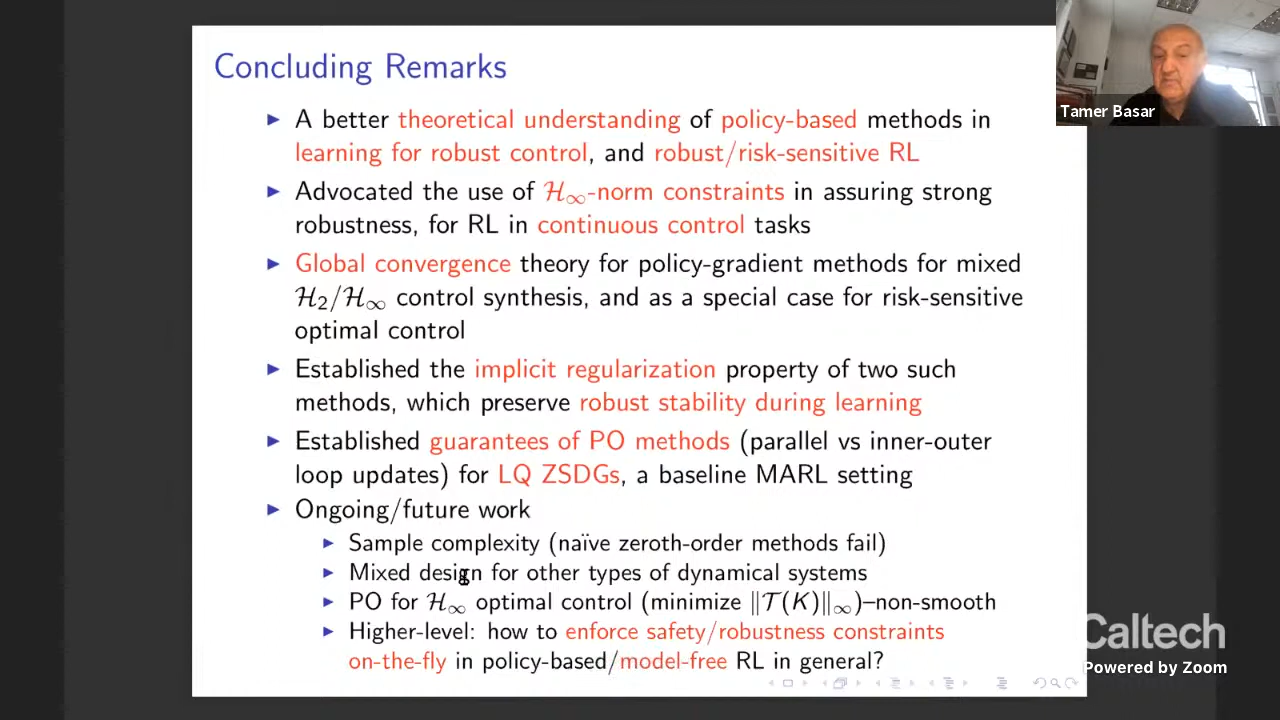 Concluding Remarks
A better theoretical understanding of policy-based methods in
learning for robust control, and robust/risk-sensitive RL
Advocated the use of ℋ∞-norm constraints in assuring strong
robustness, for RL in continuous control tasks
Global convergence theory for policy-gradient methods for mixed
ℋ₂/ℋ∞ control synthesis, and as a special case for risk-sensitive
optimal control
Established the implicit regularization property of two such
methods, which preserve robust stability during learning
Established guarantees of PO methods (parallel vs inner-outer
loop updates) for LQ ZSDGs, a baseline MARL setting
Ongoing/future work
Sample complexity (naïve zeroth-order methods fail)
Mixed design for other types of dynamical systems
PO for ℋ∞ optimal control (minimize ‖𝒯(K)‖∞)–non-smooth
Higher-level: how to enforce safety/robustness constraints
on-the-fly in policy-based/model-free RL in general?
Tamer Basar
Caltech
Powered by Zoom